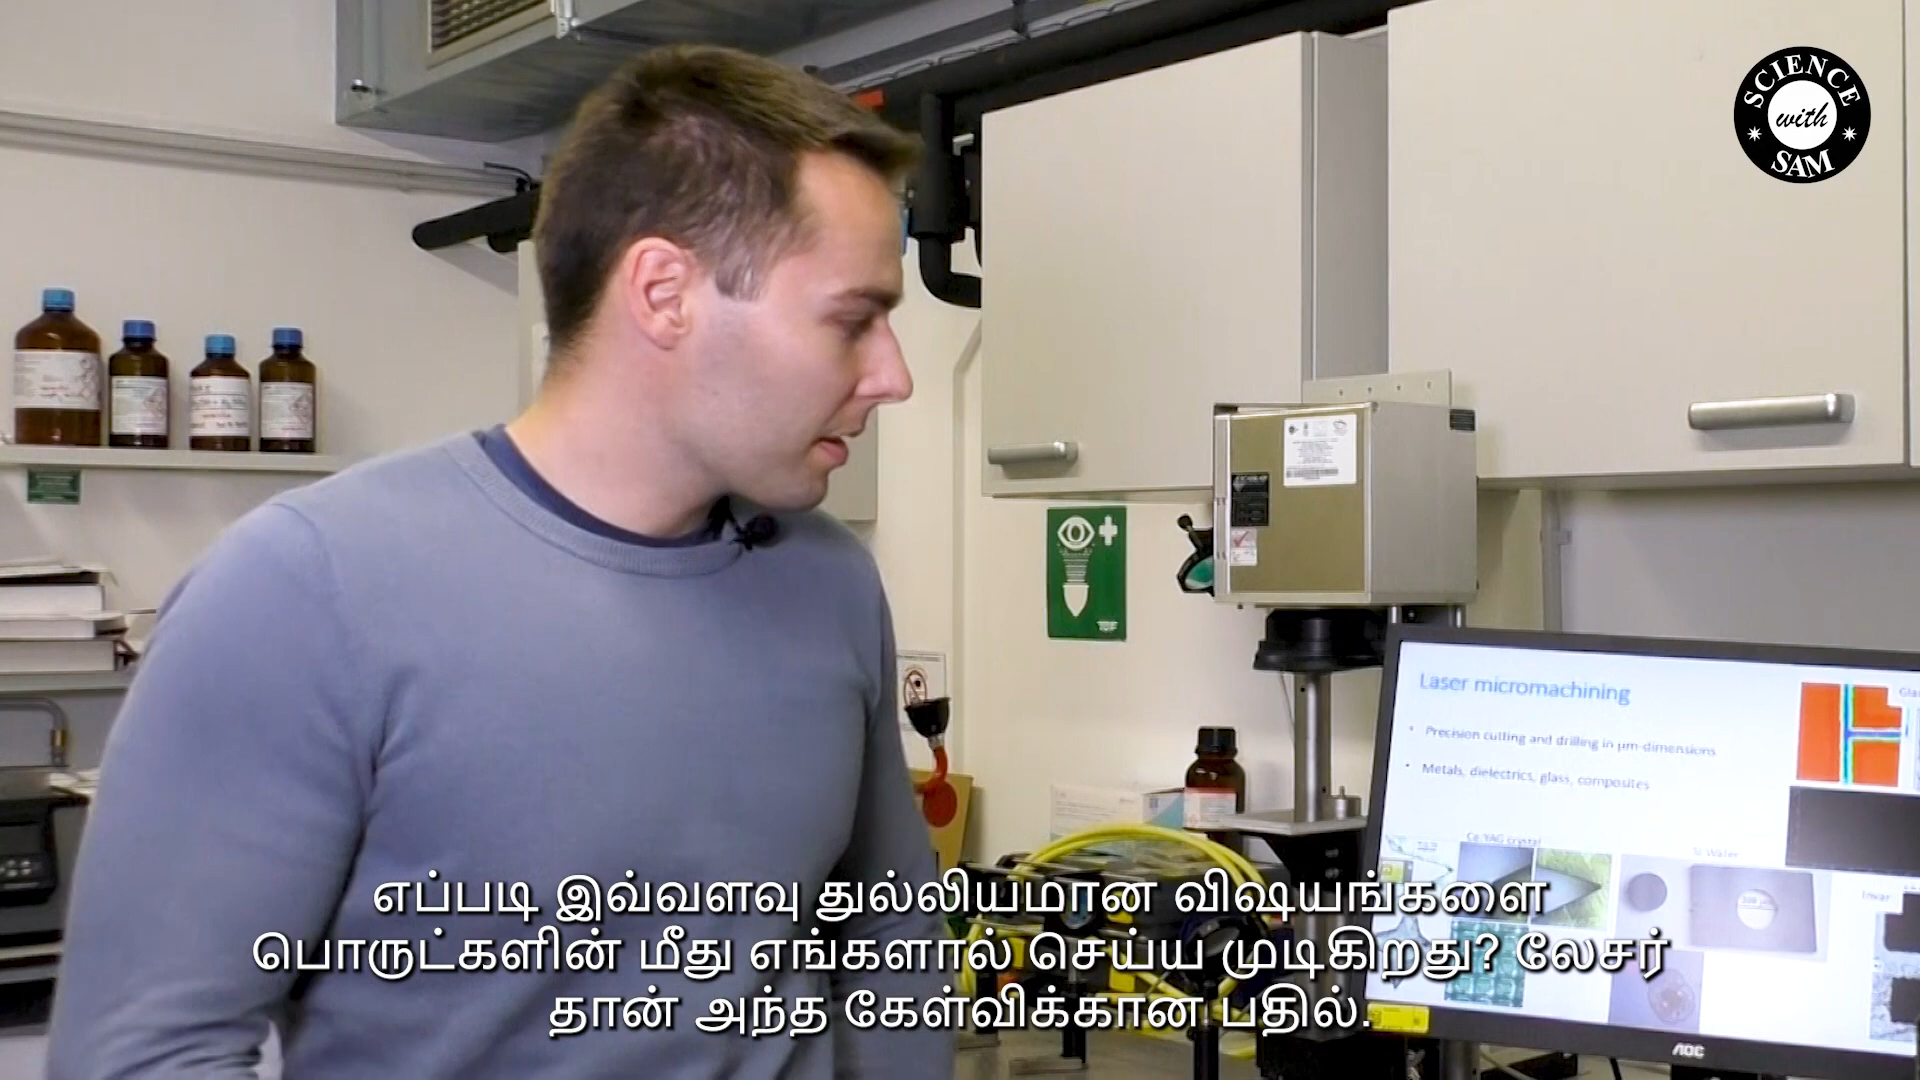 SCIENCE
with
SAM
Laser micromachining
• Precision cutting and drilling in µm-dimensions
• Metals, dielectrics, glass, composites
Ce:YAG crystal
Si Wafer
Invar
எப்படி இவ்வளவு துல்லியமான விஷயங்களை
பொருட்களின் மீது எங்களால் செய்ய முடிகிறது? லேசர்
தான் அந்த கேள்விக்கான பதில்.
AOC